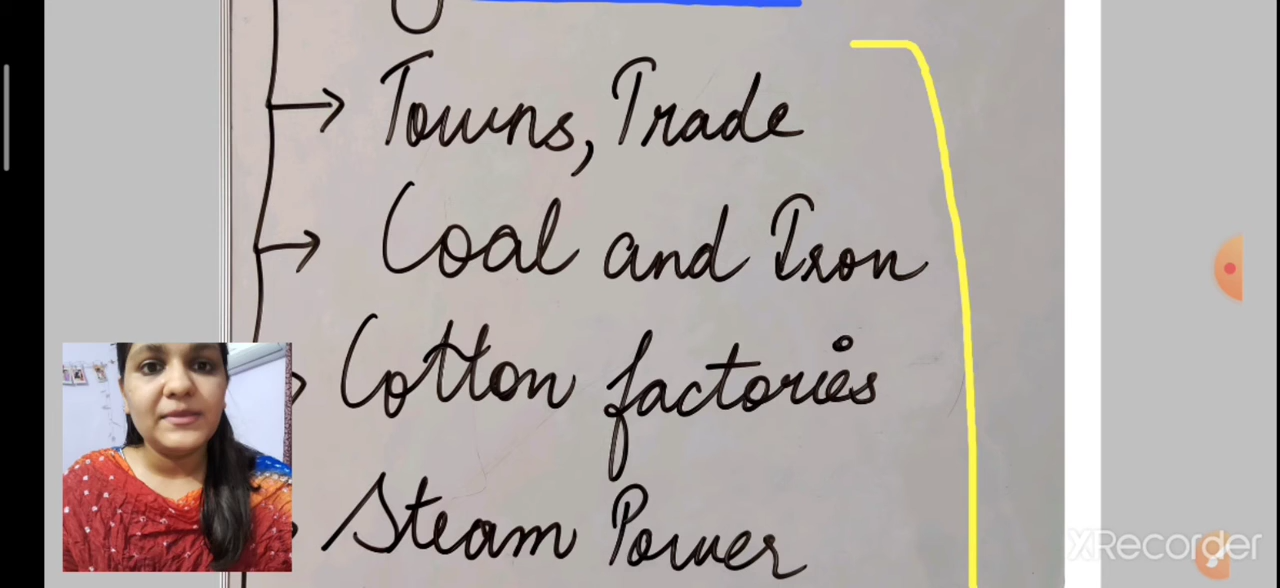 Towns, Trade
Coal and Iron
Cotton factories
Steam Power
XRecorder